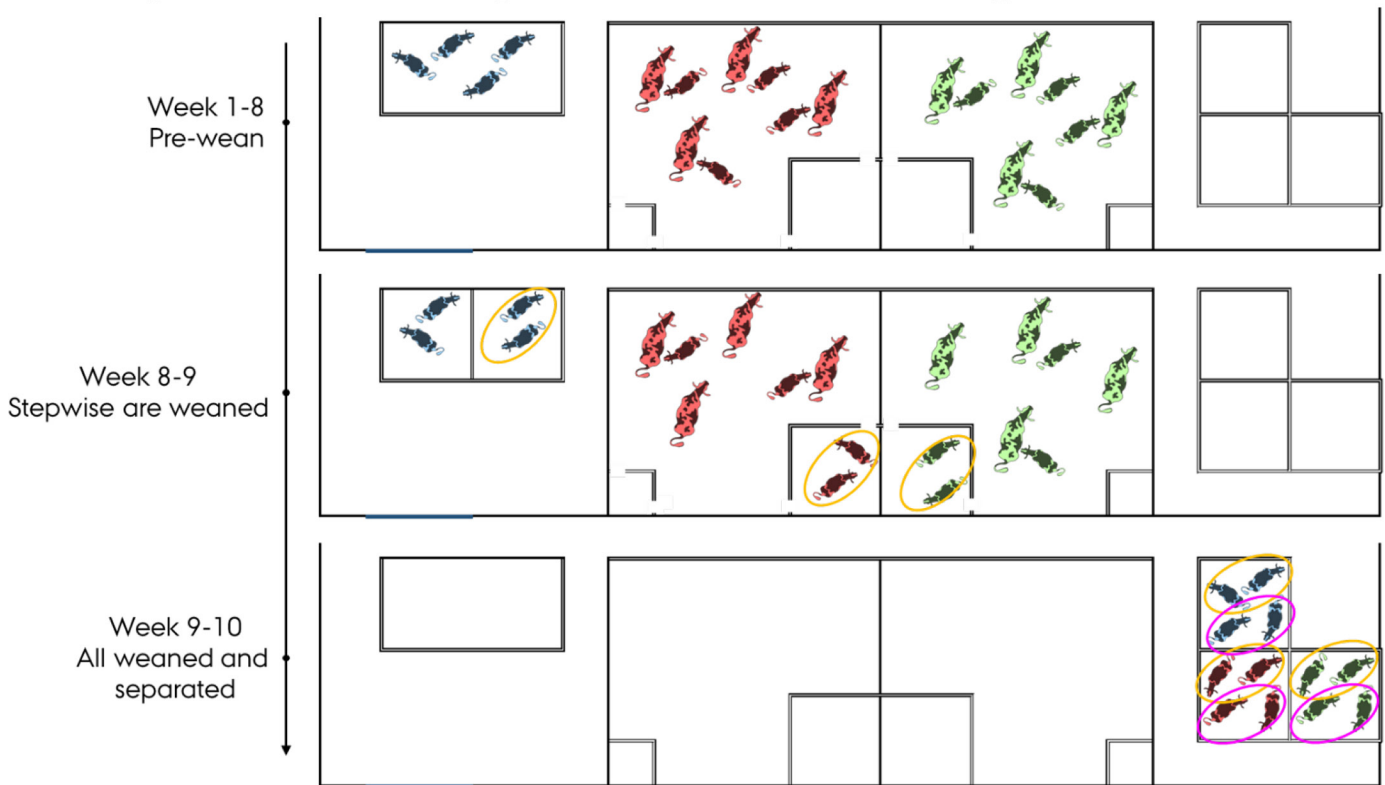 Week 1-8
Pre-wean
Week 8-9
Stepwise are weaned
Week 9-10
All weaned and
separated